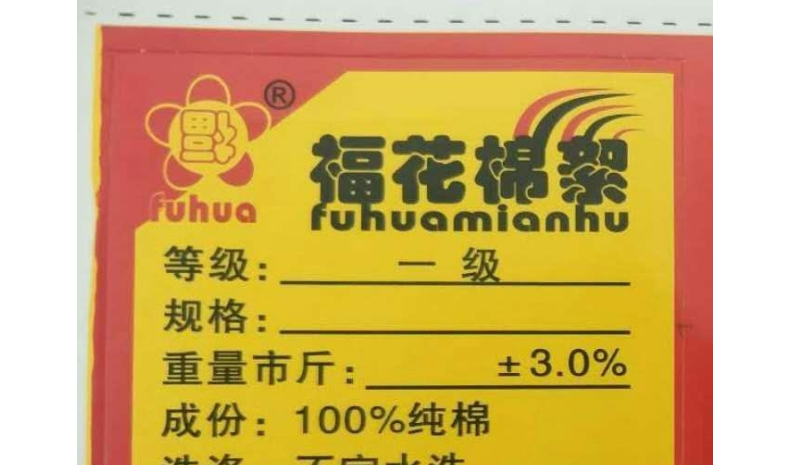 福 ®
fuhua
福花棉絮
fuhuamianhu
等级：一级
规格：
重量市斤：±3.0%
成份：100%纯棉